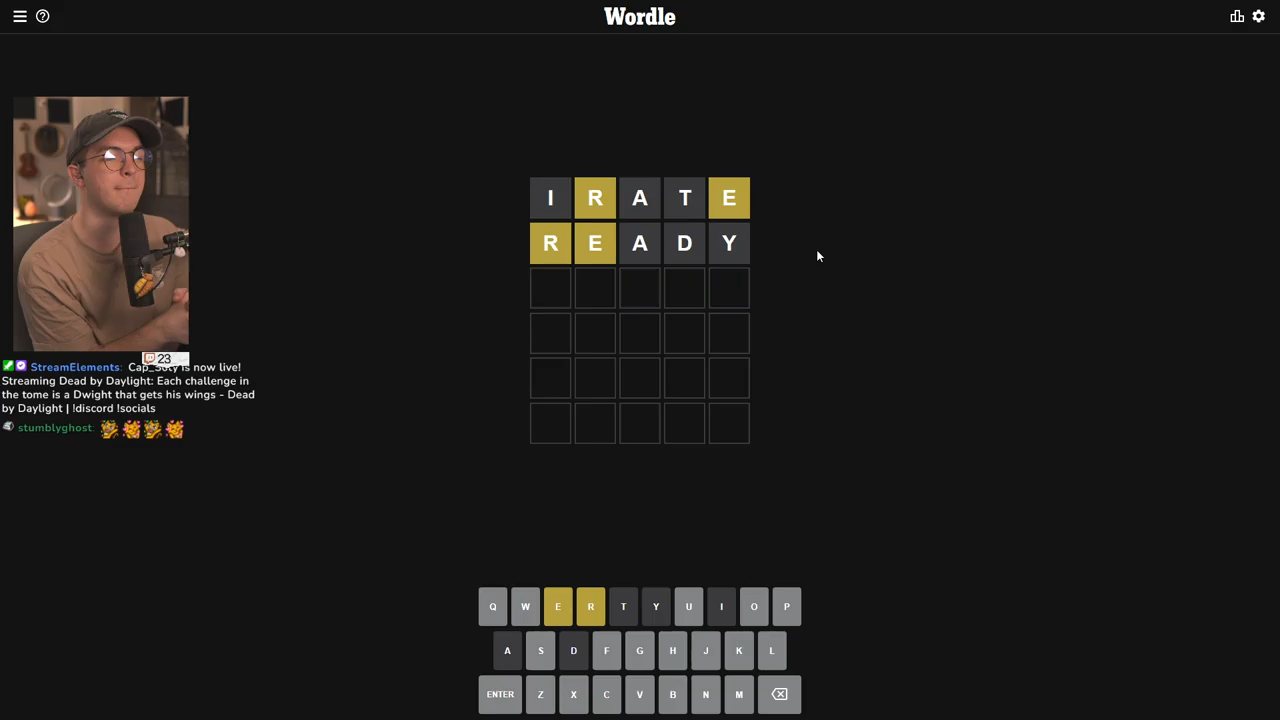 Wordle
I R A T E
R E A D Y
23
StreamElements: Cap_Soty is now live!
Streaming Dead by Daylight: Each challenge in
the tome is a Dwight that gets his wings - Dead
by Daylight | !discord !socials
stumblyghost:
Q W E R T Y U I O P
A S D F G H J K L
ENTER Z X C V B N M